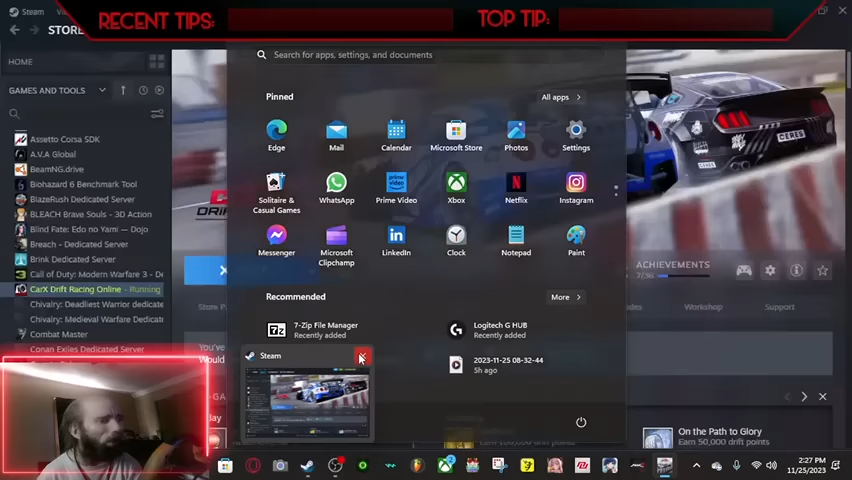 Steam
RECENT TIPS:
TOP TIP:
STORE
HOME
GAMES AND TOOLS
Assetto Corsa SDK
A.V.A Global
BeamNG.drive
Biohazard 6 Benchmark Tool
BlazeRush Dedicated Server
BLEACH Brave Souls - 3D Action
Blind Fate: Edo no Yami — Dojo
Breach - Dedicated Server
Brink Dedicated Server
Call of Duty: Modern Warfare 3 - De
CarX Drift Racing Online - Running
Chivalry: Deadliest Warrior dedicate
Chivalry: Medieval Warfare Dedicate
Combat Master
Conan Exiles Dedicated Server
Search for apps, settings, and documents
Pinned
All apps
Edge
Mail
Calendar
Microsoft Store
Photos
Settings
Solitaire & Casual Games
WhatsApp
Prime Video
Xbox
Netflix
Instagram
Messenger
Microsoft Clipchamp
LinkedIn
Clock
Notepad
Paint
Recommended
More
7-Zip File Manager
Recently added
Logitech G HUB
Recently added
Steam
2023-11-25 08-32-44
5h ago
CERES
ACHIEVEMENTS
Workshop
Support
On the Path to Glory
Earn 50,000 drift points
2:27 PM
11/25/2023